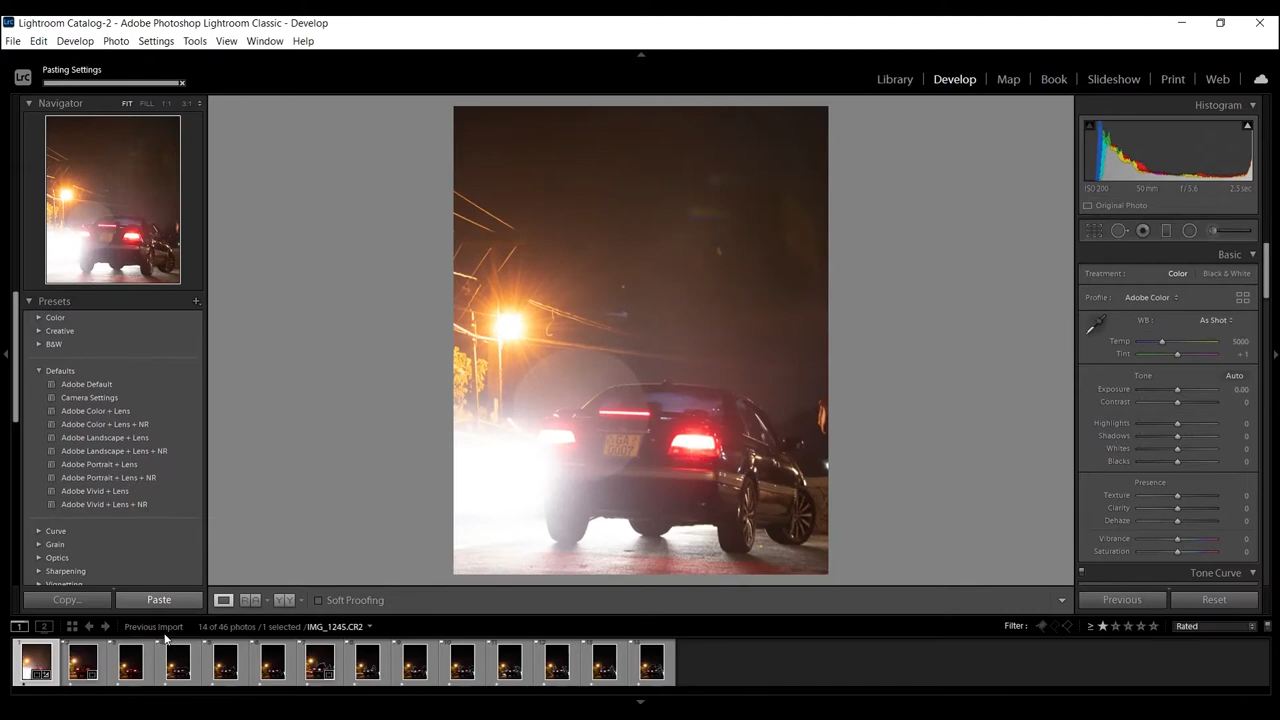 Lightroom Catalog-2 - Adobe Photoshop Lightroom Classic - Develop
File Edit Develop Photo Settings Tools View Window Help
Pasting Settings
LrC
Library Develop Map Book Slideshow Print Web
Navigator FIT FILL 1:1 3:1
Histogram
ISO 200 50 mm f / 5.6 2.5 sec
Original Photo
Basic
Treatment : Color Black & White
Profile : Adobe Color
WB : As Shot
Temp 5000
Tint + 1
Tone Auto
Exposure 0.00
Contrast 0
Highlights 0
Shadows 0
Whites 0
Blacks 0
Presence
Texture 0
Clarity 0
Dehaze 0
Vibrance 0
Saturation 0
Tone Curve
Previous Reset
Presets
Color
Creative
B&W
Defaults
Adobe Default
Camera Settings
Adobe Color + Lens
Adobe Color + Lens + NR
Adobe Landscape + Lens
Adobe Landscape + Lens + NR
Adobe Portrait + Lens
Adobe Portrait + Lens + NR
Adobe Vivid + Lens
Adobe Vivid + Lens + NR
Curve
Grain
Optics
Sharpening
Vignetting
Copy... Paste
Soft Proofing
1 2 Previous Import 14 of 46 photos / 1 selected / IMG_1245.CR2
Filter : Rated